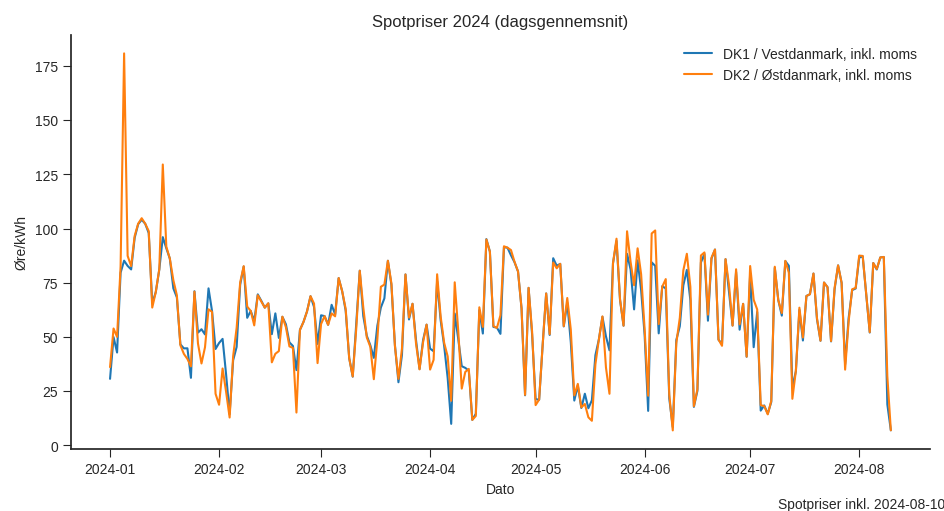 Spotpriser 2024 (dagsgennemsnit)
DK1 / Vestdanmark, inkl. moms
DK2 / Østdanmark, inkl. moms
Øre/kWh
175
150
125
100
75
50
25
0
2024-01 2024-02 2024-03 2024-04 2024-05 2024-06 2024-07 2024-08
Dato
Spotpriser inkl. 2024-08-10